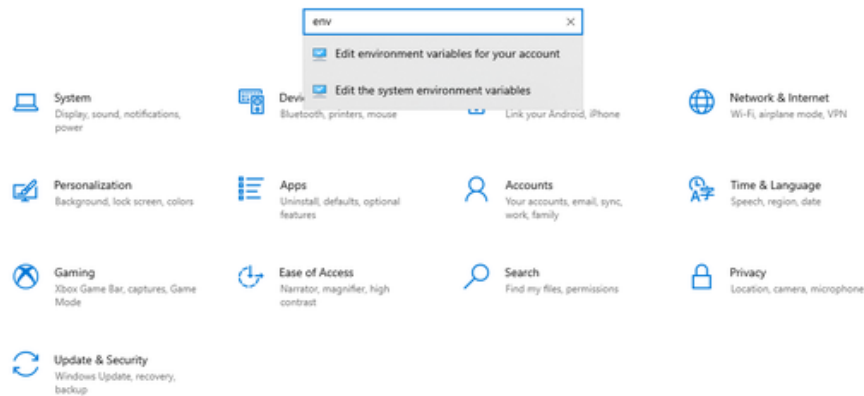 env
Edit environment variables for your account
Edit the system environment variables
System
Display, sound, notifications,
power
Bluetooth, printers, mouse
Link your Android, iPhone
Network & Internet
Wi-Fi, airplane mode, VPN
Personalization
Background, lock screen, colors
Apps
Uninstall, defaults, optional
features
Accounts
Your accounts, email, sync,
work, family
Time & Language
Speech, region, date
Gaming
Xbox Game Bar, captures, Game
Mode
Ease of Access
Narrator, magnifier, high
contrast
Search
Find my files, permissions
Privacy
Location, camera, microphone
Update & Security
Windows Update, recovery,
backup